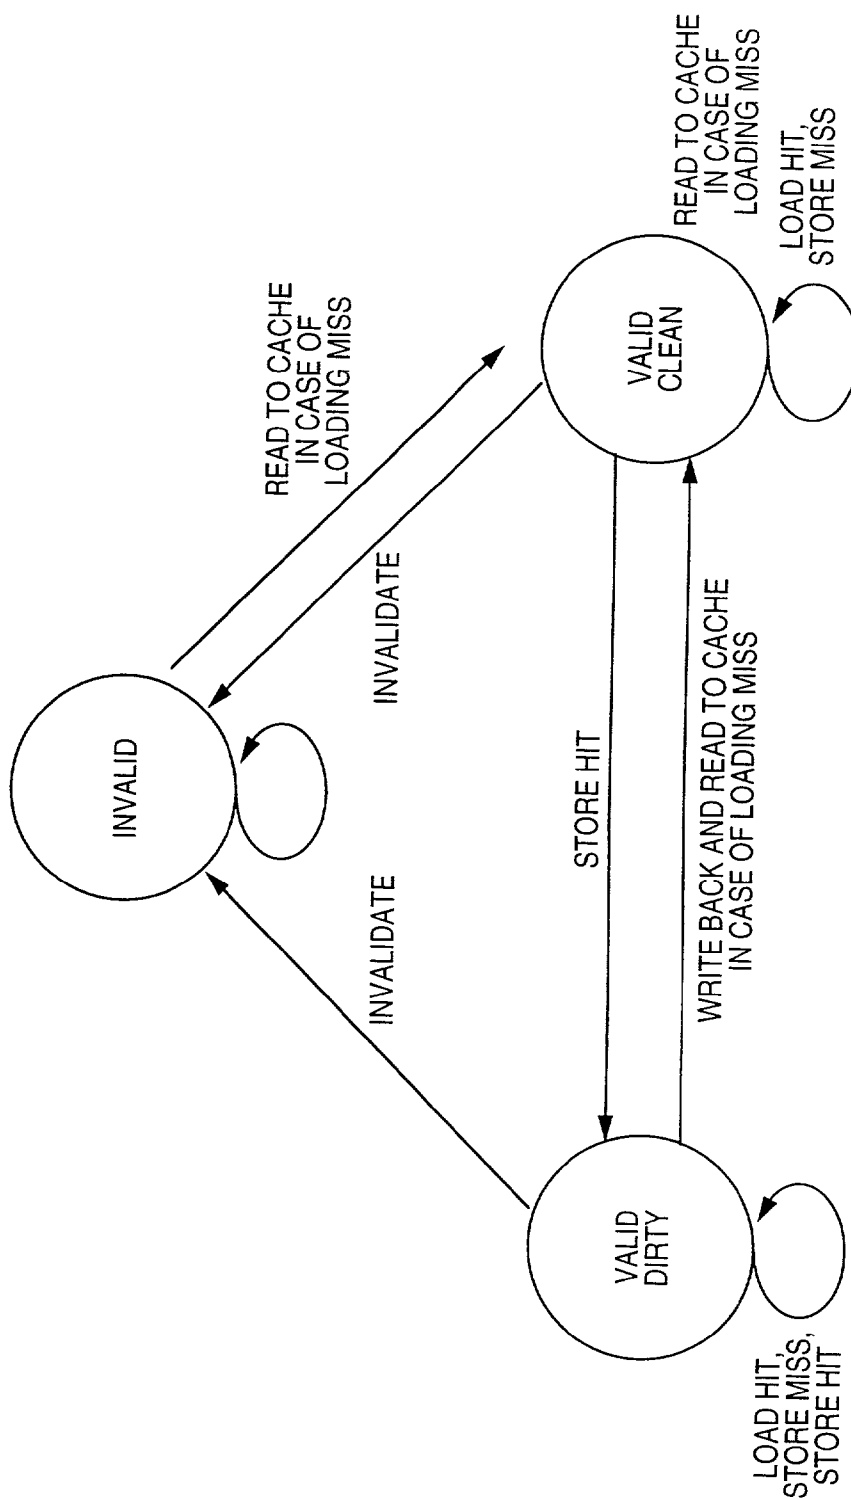 INVALID
READ TO CACHE
IN CASE OF
LOADING MISS
INVALIDATE
INVALIDATE
STORE HIT
WRITE BACK AND READ TO CACHE
IN CASE OF LOADING MISS
VALID
DIRTY
VALID
CLEAN
READ TO CACHE
IN CASE OF
LOADING MISS
LOAD HIT,
STORE MISS
LOAD HIT,
STORE MISS,
STORE HIT